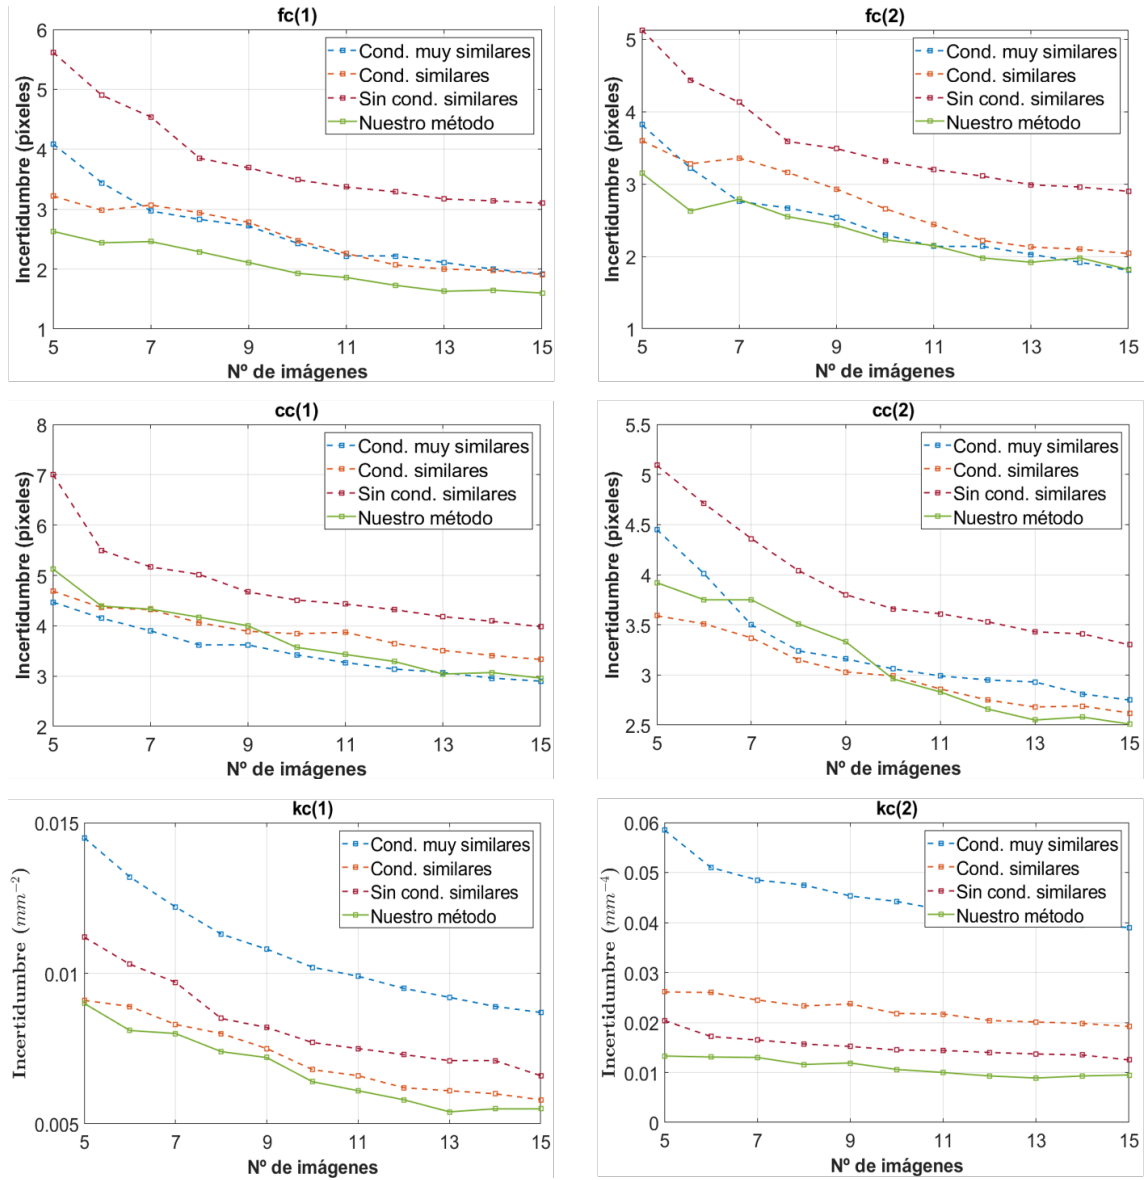 fc(1)
6
5
4
3
2
1
Incertidumbre (píxeles)
Cond. muy similares
Cond. similares
Sin cond. similares
Nuestro método
5 7 9 11 13 15
Nº de imágenes
fc(2)
5
4
3
2
1
Incertidumbre (píxeles)
Cond. muy similares
Cond. similares
Sin cond. similares
Nuestro método
5 7 9 11 13 15
Nº de imágenes
cc(1)
8
7
6
5
4
3
2
Incertidumbre (píxeles)
Cond. muy similares
Cond. similares
Sin cond. similares
Nuestro método
5 7 9 11 13 15
Nº de imágenes
cc(2)
5.5
5
4.5
4
3.5
3
2.5
Incertidumbre (píxeles)
Cond. muy similares
Cond. similares
Sin cond. similares
Nuestro método
5 7 9 11 13 15
Nº de imágenes
kc(1)
0.015
0.01
0.005
Incertidumbre (mm⁻²)
Cond. muy similares
Cond. similares
Sin cond. similares
Nuestro método
5 7 9 11 13 15
Nº de imágenes
kc(2)
0.06
0.05
0.04
0.03
0.02
0.01
0
Incertidumbre (mm⁻⁴)
Cond. muy similares
Cond. similares
Sin cond. similares
Nuestro método
5 7 9 11 13 15
Nº de imágenes